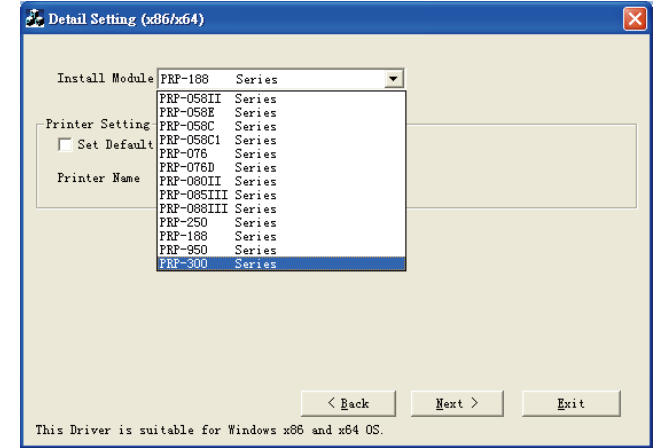 Detail Setting (x86/x64)
Install Module PRP-188 Series
PRP-058II Series
PRP-058E Series
Printer Setting PRP-058C Series
Set Default PRP-058C1 Series
PRP-076 Series
PRP-076D Series
Printer Name PRP-080II Series
PRP-085III Series
PRP-088III Series
PRP-250 Series
PRP-188 Series
PRP-950 Series
PRP-300 Series
< Back Next > Exit
This Driver is suitable for Windows x86 and x64 OS.